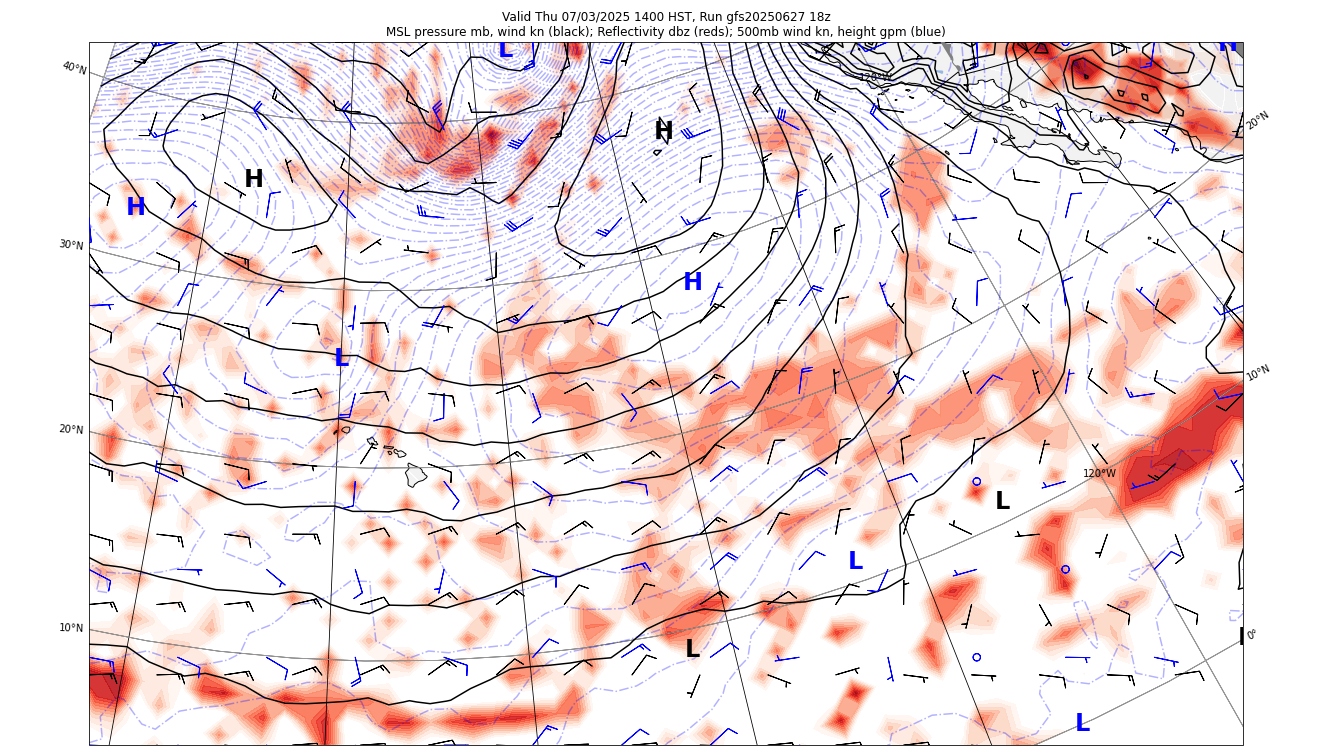 Valid Thu 07/03/2025 1400 HST, Run gfs20250627 18z
MSL pressure mb, wind kn (black); Reflectivity dbz (reds); 500mb wind kn, height gpm (blue)
L
H
40°N
120°W
20°N
H
H
H
30°N
H
L
10°N
20°N
120°W
L
L
10°N
0°
L
L